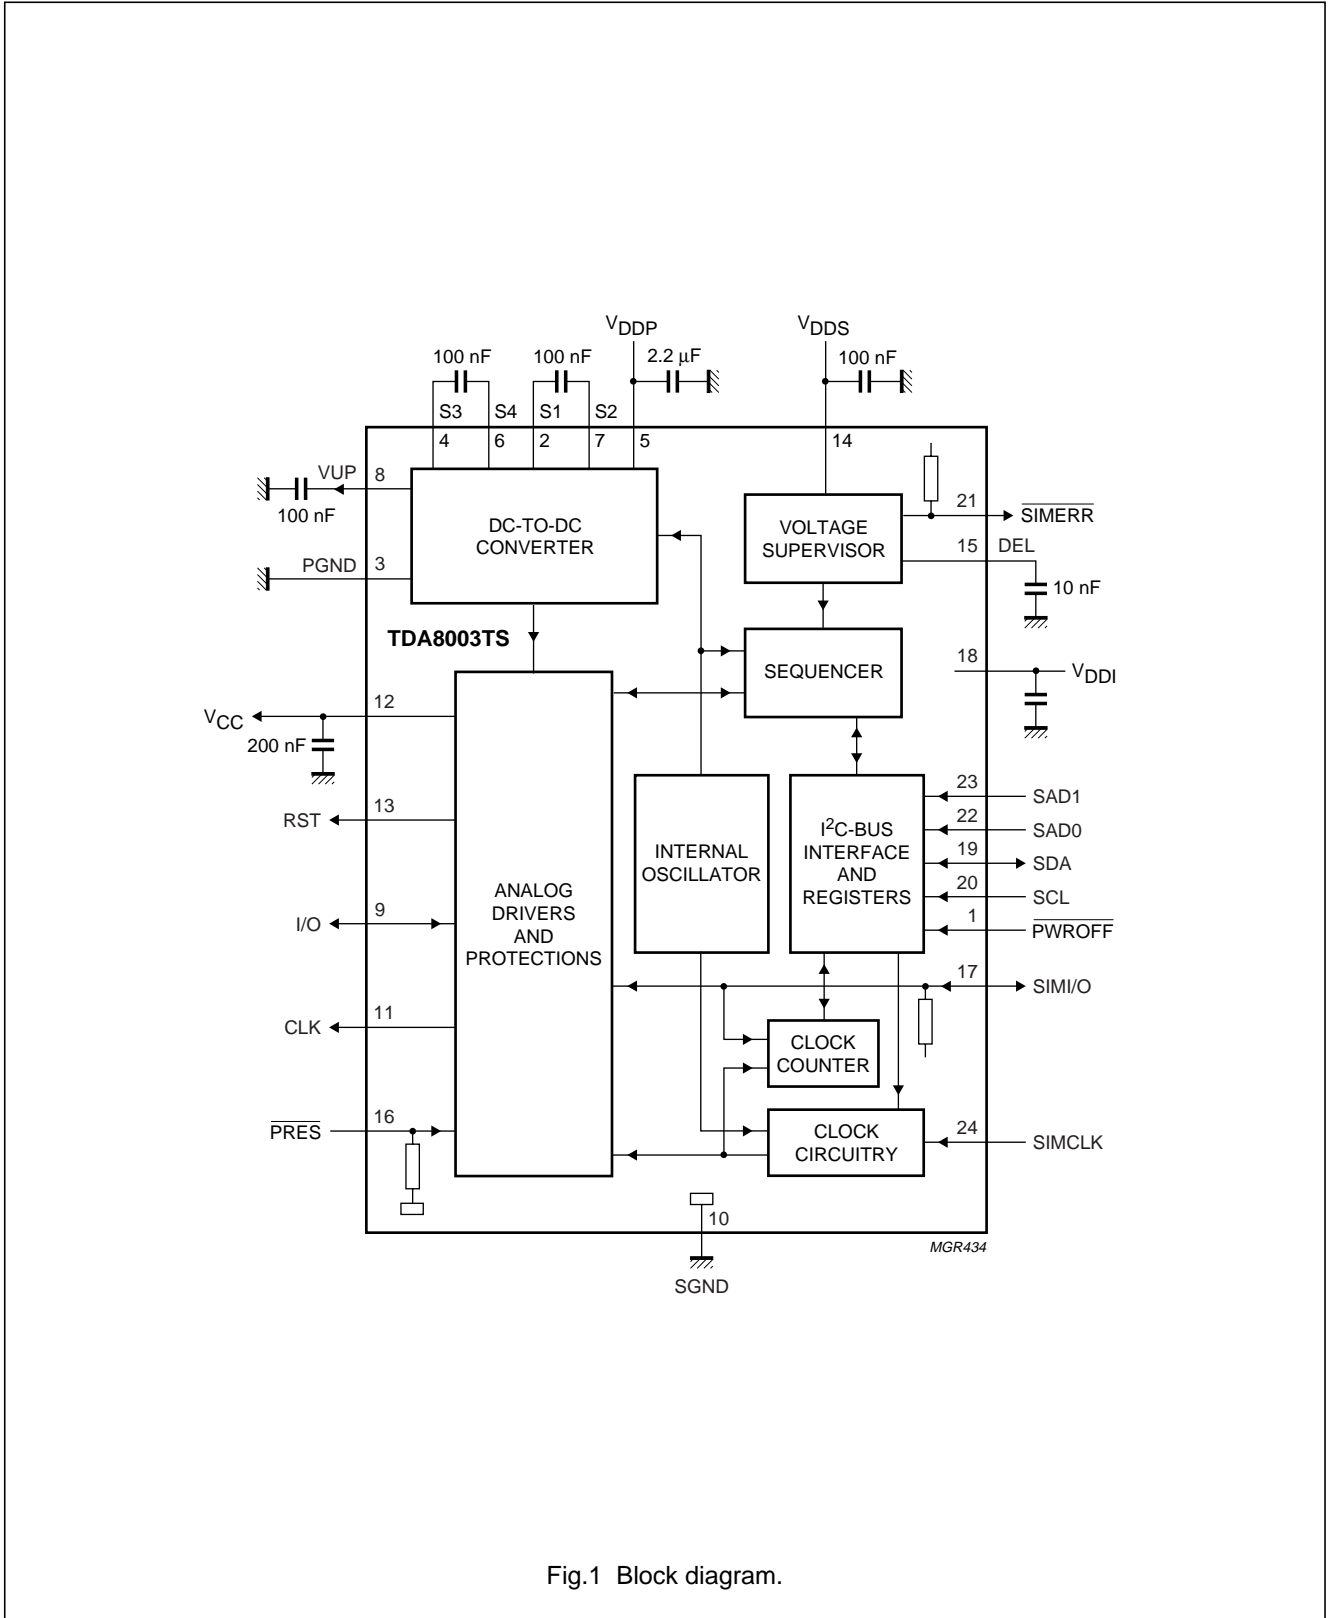 VDDP
VDDS
100 nF
100 nF
2.2 μF
100 nF
S3
S4
S1
S2
4
6
2
7
5
14
VUP
8
100 nF
PGND
3
DC-TO-DC
CONVERTER
VOLTAGE
SUPERVISOR
21
SIMERR
15
DEL
10 nF
TDA8003TS
SEQUENCER
18
VDDI
VCC
12
200 nF
RST
13
I/O
9
CLK
11
PRES
16
ANALOG
DRIVERS
AND
PROTECTIONS
INTERNAL
OSCILLATOR
I2C-BUS
INTERFACE
AND
REGISTERS
23
SAD1
22
SAD0
19
SDA
20
SCL
1
PWROFF
17
SIMI/O
CLOCK
COUNTER
CLOCK
CIRCUITRY
24
SIMCLK
10
SGND
MGR434
Fig.1 Block diagram.